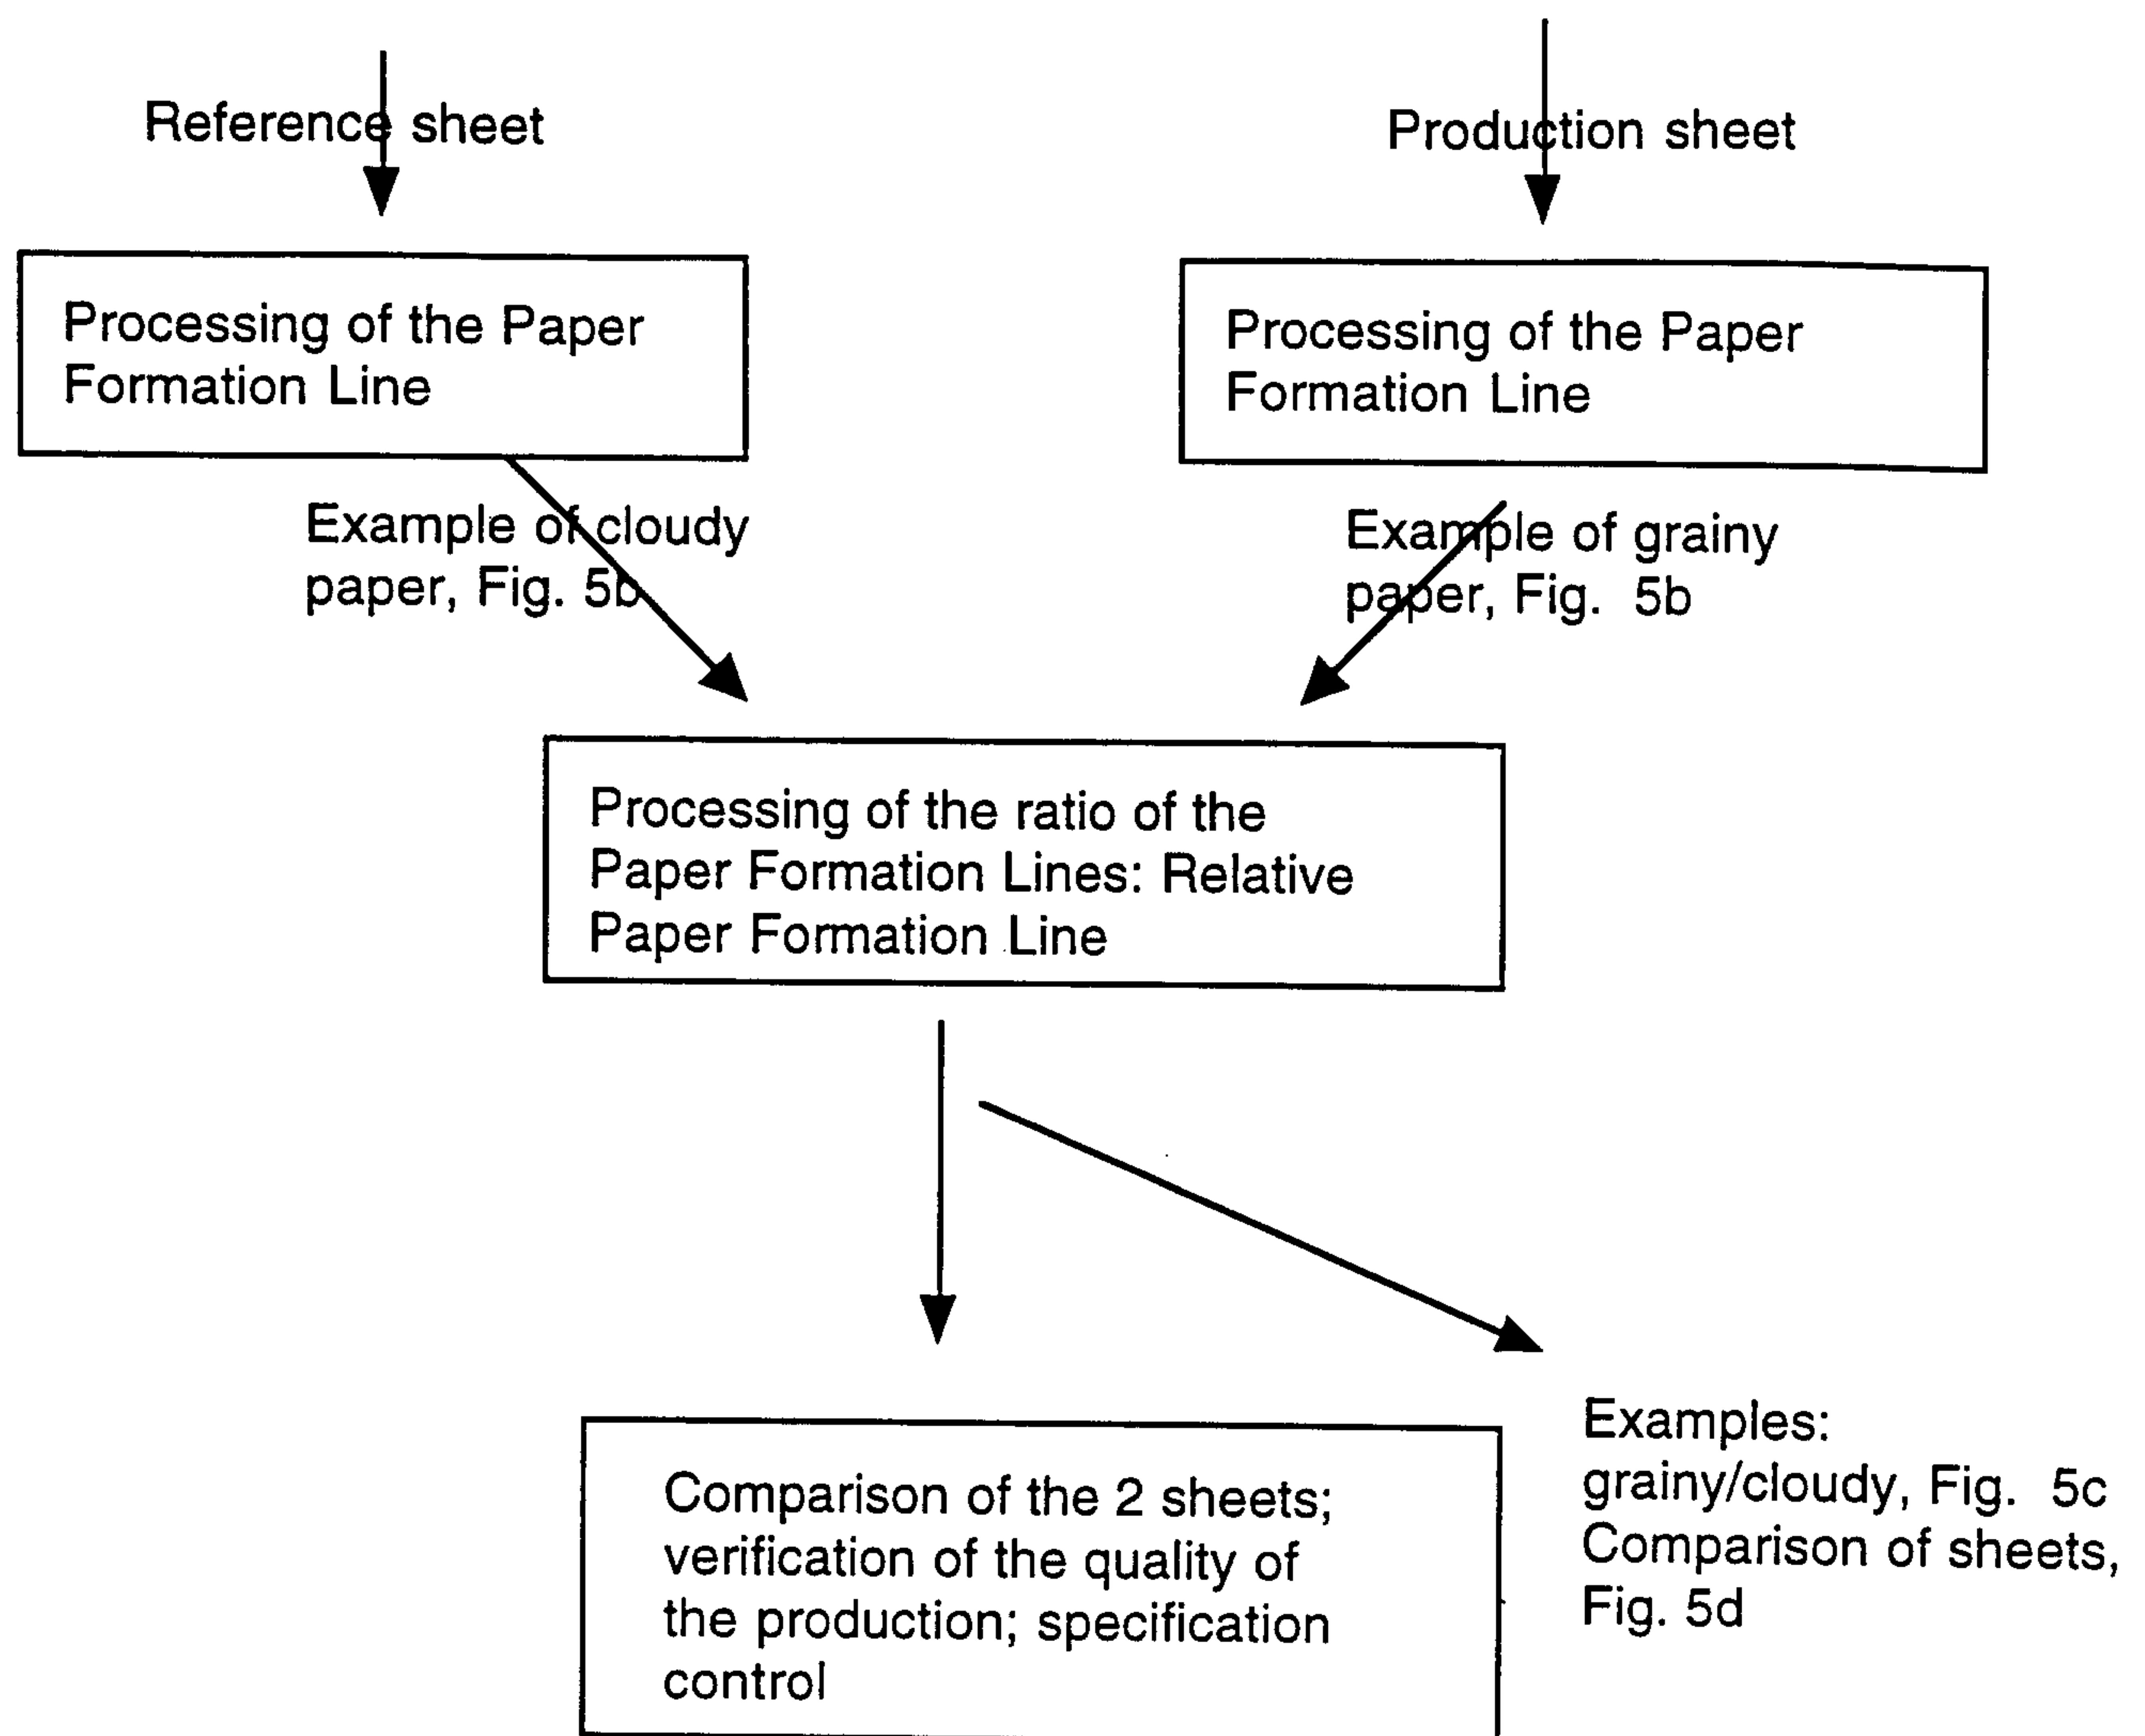 Reference sheet
Production sheet
Processing of the Paper
Formation Line
Processing of the Paper
Formation Line
Example of cloudy
paper, Fig. 5b
Example of grainy
paper, Fig. 5b
Processing of the ratio of the
Paper Formation Lines: Relative
Paper Formation Line
Comparison of the 2 sheets;
verification of the quality of
the production; specification
control
Examples:
grainy/cloudy, Fig. 5c
Comparison of sheets,
Fig. 5d